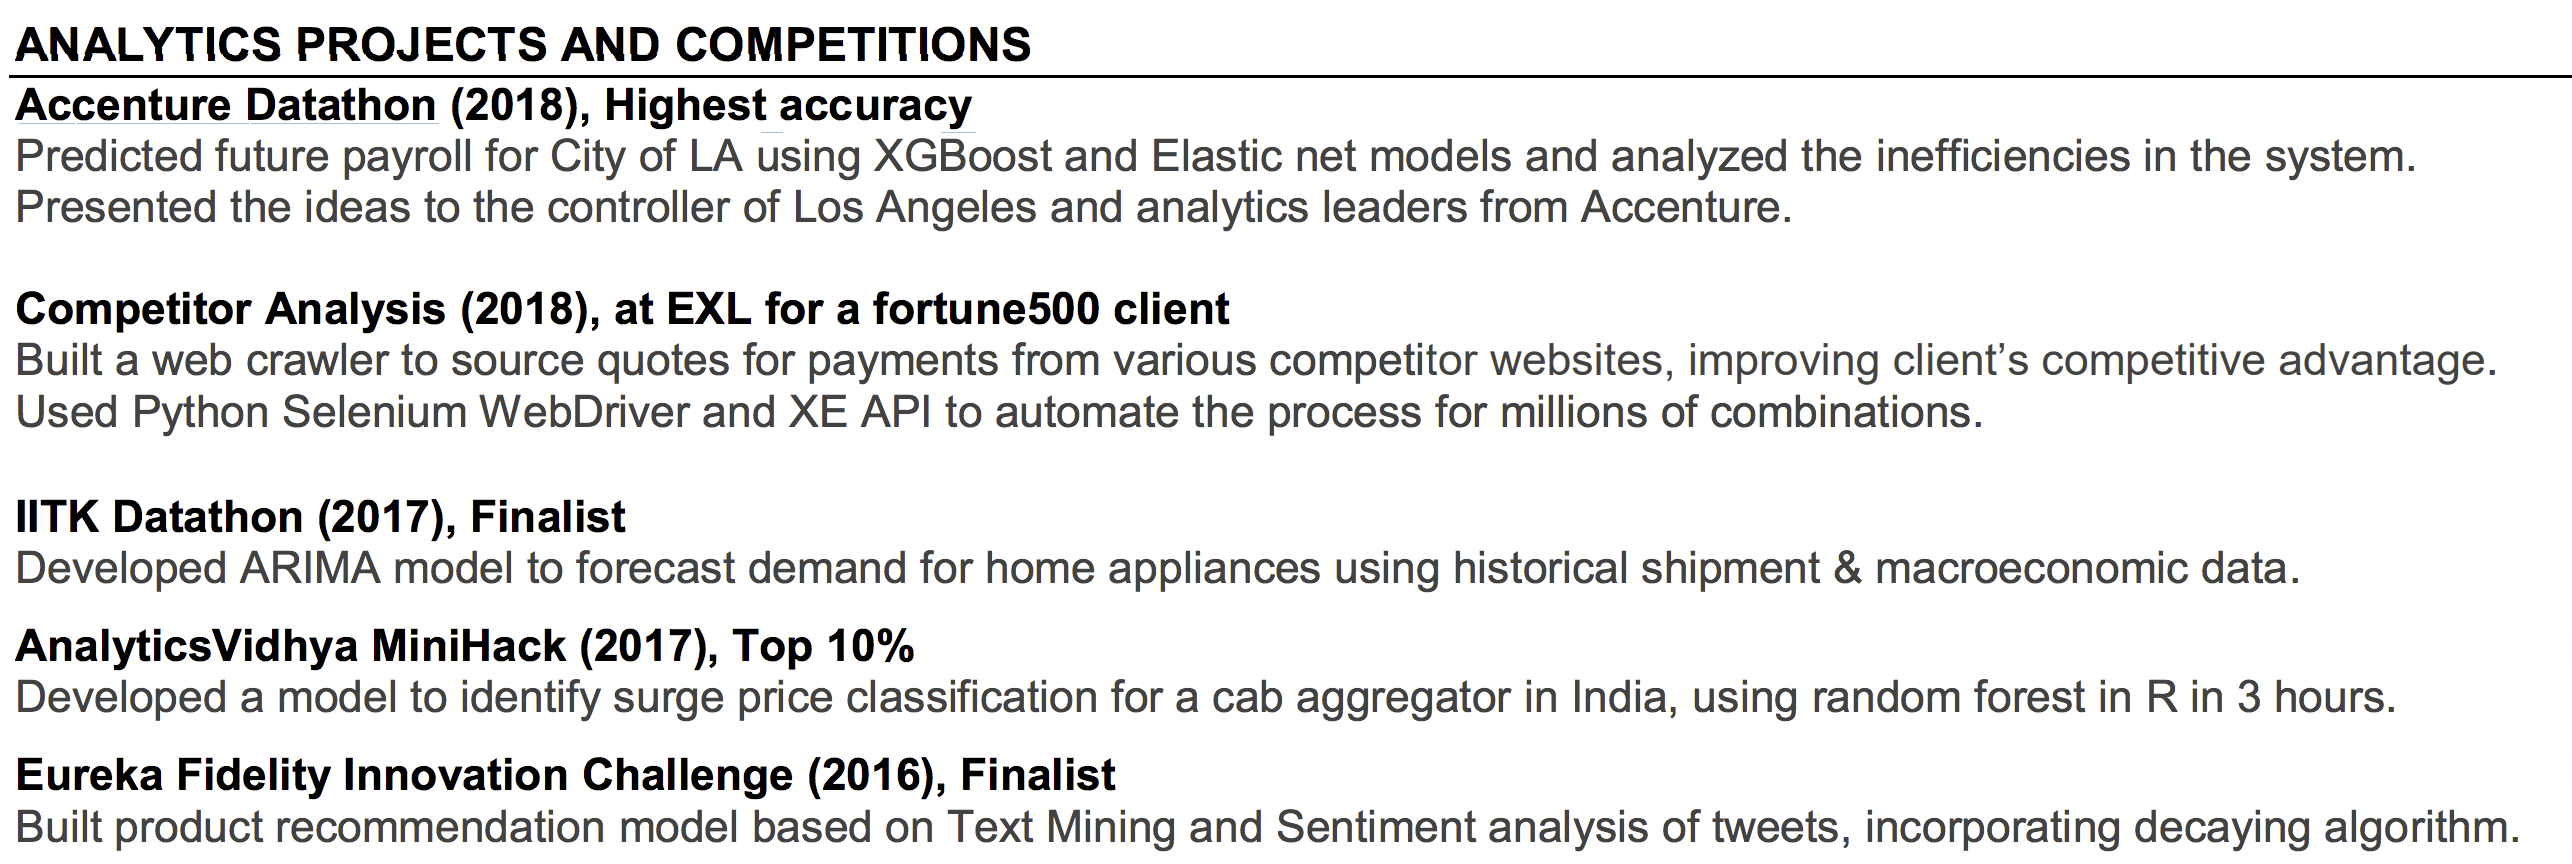 ANALYTICS PROJECTS AND COMPETITIONS
Accenture Datathon (2018), Highest accuracy
Predicted future payroll for City of LA using XGBoost and Elastic net models and analyzed the inefficiencies in the system.
Presented the ideas to the controller of Los Angeles and analytics leaders from Accenture.
Competitor Analysis (2018), at EXL for a fortune500 client
Built a web crawler to source quotes for payments from various competitor websites, improving client’s competitive advantage.
Used Python Selenium WebDriver and XE API to automate the process for millions of combinations.
IITK Datathon (2017), Finalist
Developed ARIMA model to forecast demand for home appliances using historical shipment & macroeconomic data.
AnalyticsVidhya MiniHack (2017), Top 10%
Developed a model to identify surge price classification for a cab aggregator in India, using random forest in R in 3 hours.
Eureka Fidelity Innovation Challenge (2016), Finalist
Built product recommendation model based on Text Mining and Sentiment analysis of tweets, incorporating decaying algorithm.